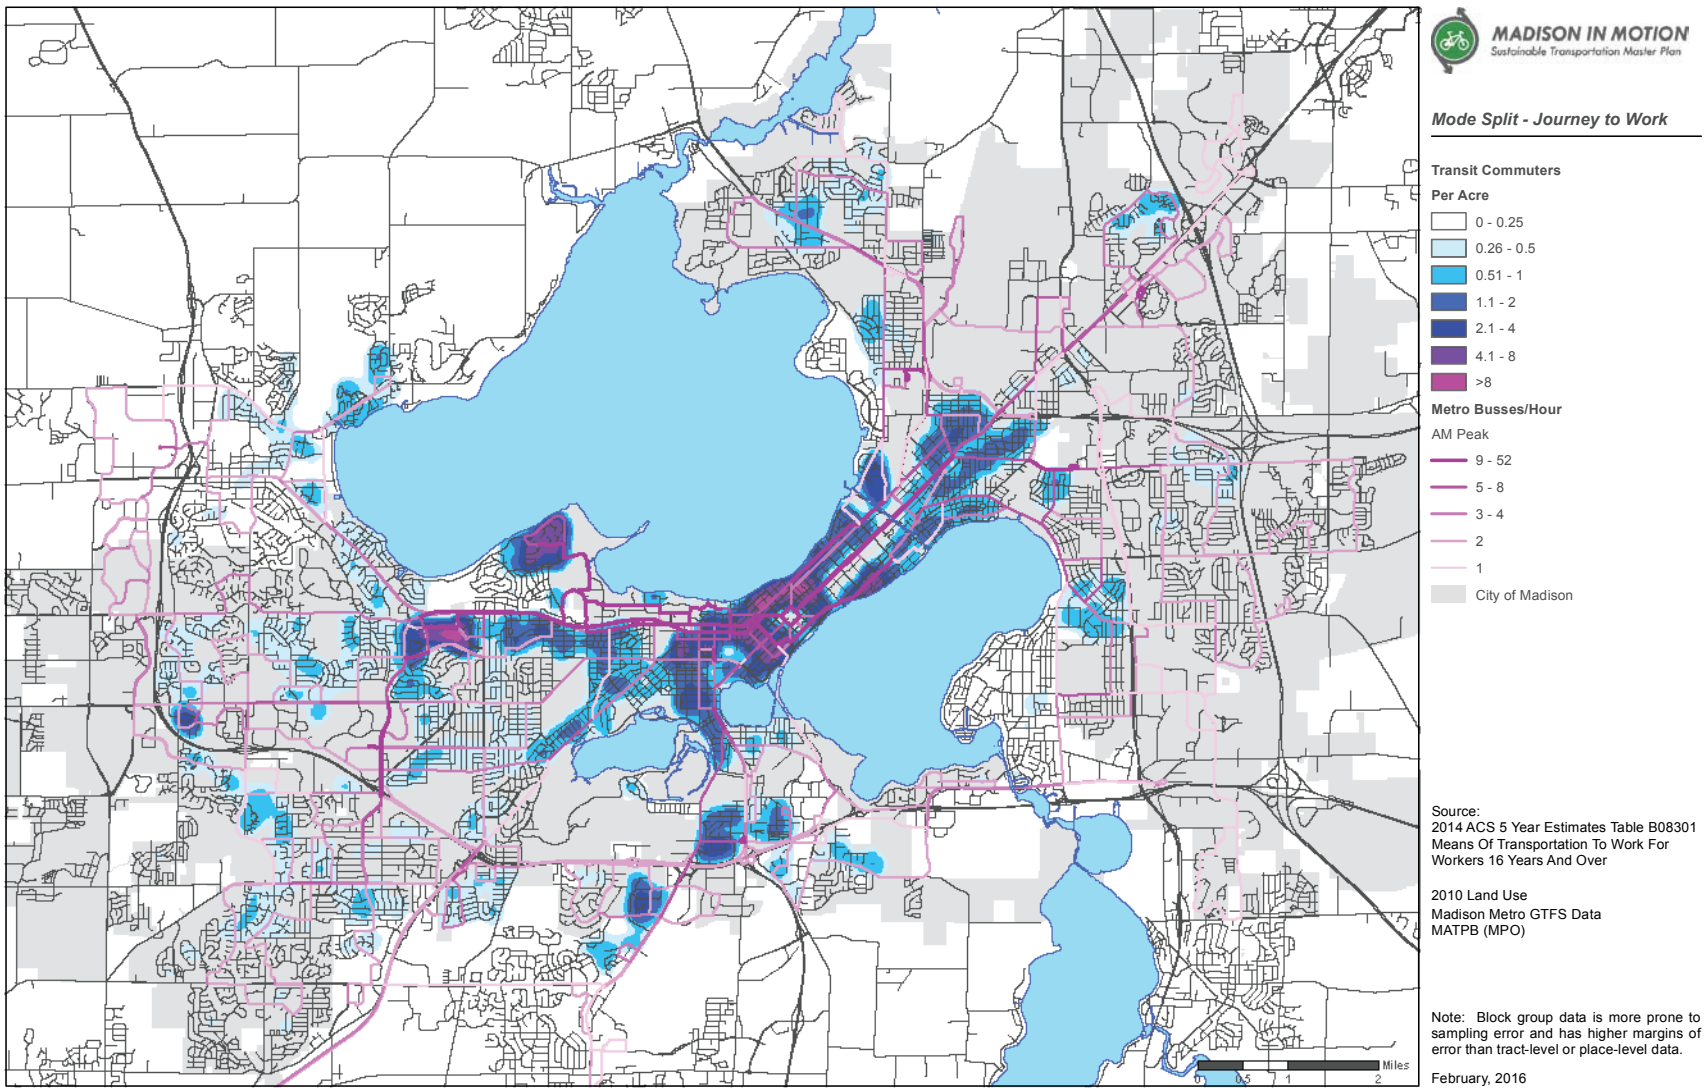 MADISON IN MOTION
Sustainable Transportation Master Plan
Mode Split - Journey to Work
Transit Commuters
Per Acre
0 - 0.25
0.26 - 0.5
0.51 - 1
1.1 - 2
2.1 - 4
4.1 - 8
>8
Metro Busses/Hour
AM Peak
9 - 52
5 - 8
3 - 4
2
1
City of Madison
Source:
2014 ACS 5 Year Estimates Table B08301
Means Of Transportation To Work For
Workers 16 Years And Over
2010 Land Use
Madison Metro GTFS Data
MATPB (MPO)
Note: Block group data is more prone to
sampling error and has higher margins of
error than tract-level or place-level data.
February, 2016
Miles
0 0.5 1 2